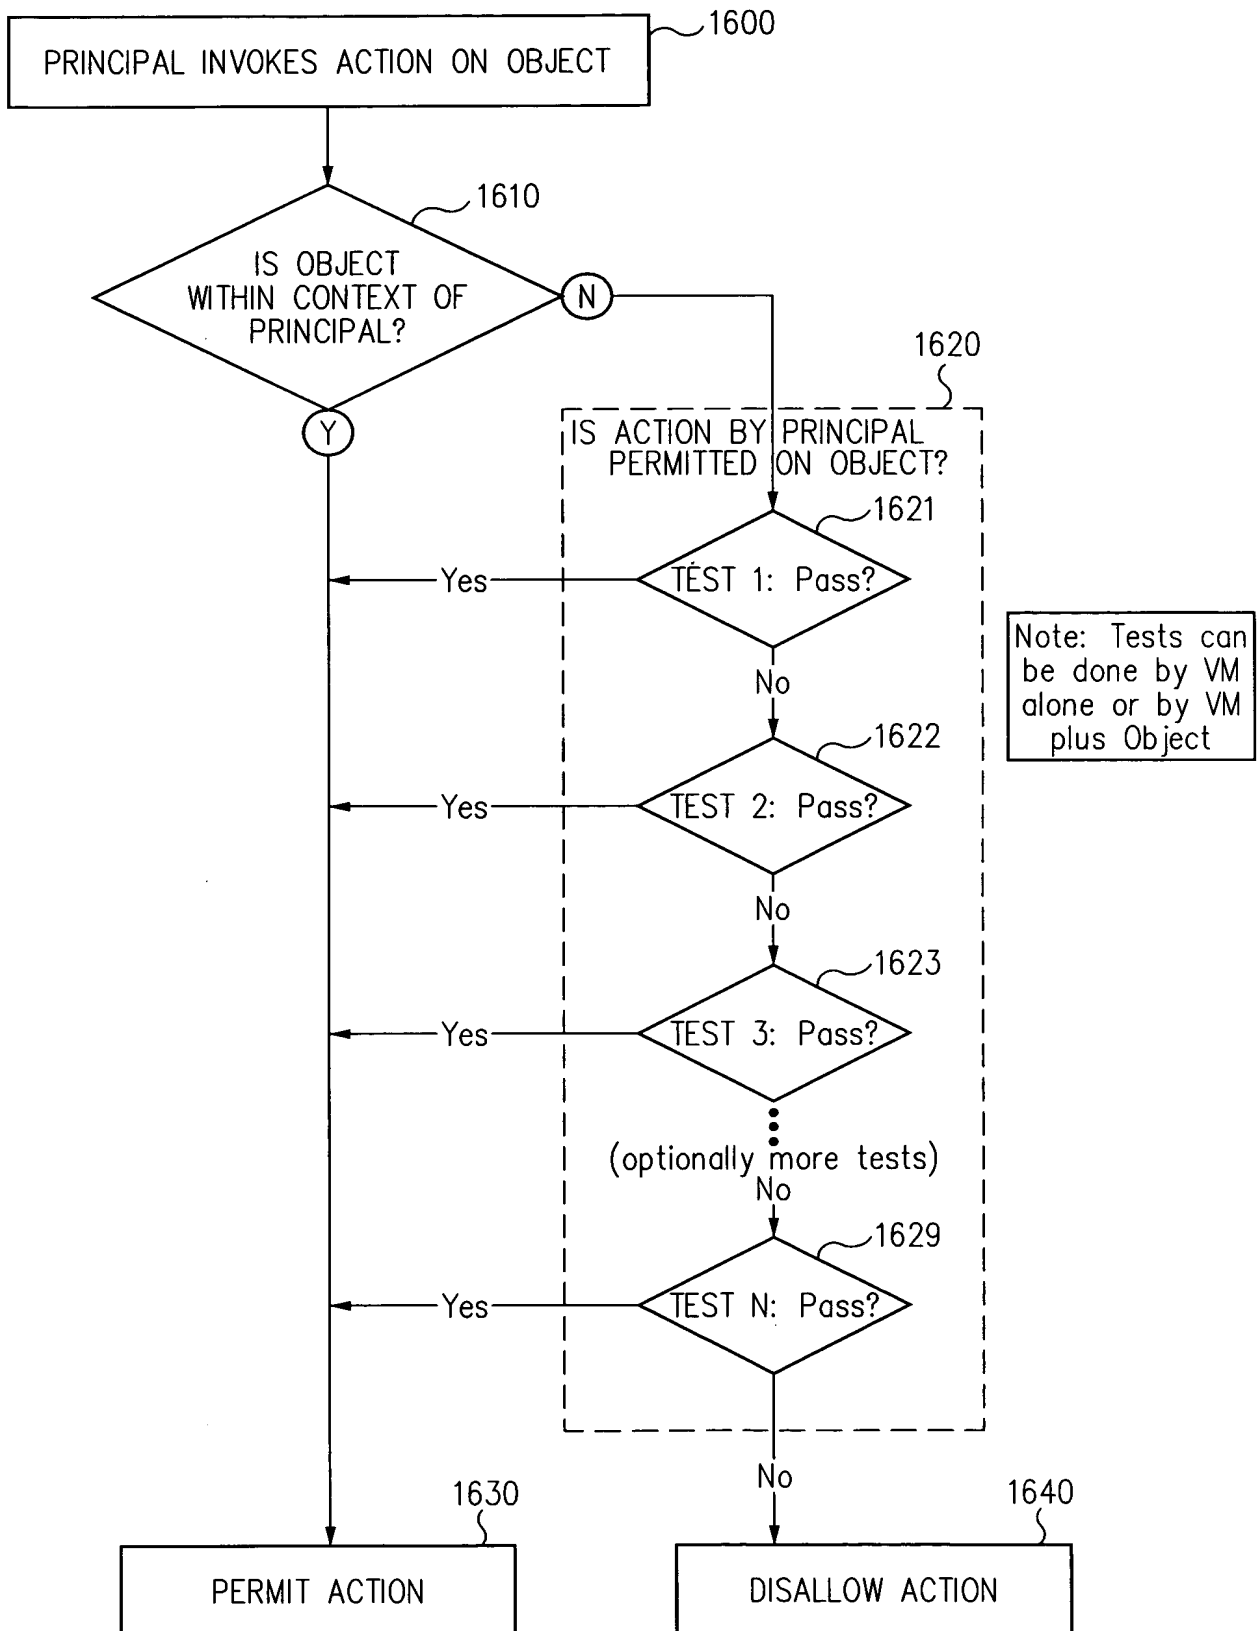 1600
PRINCIPAL INVOKES ACTION ON OBJECT
1610
IS OBJECT
WITHIN CONTEXT OF
PRINCIPAL?
N
Y
1620
IS ACTION BY PRINCIPAL
PERMITTED ON OBJECT?
1621
TEST 1: Pass?
Yes
No
Note: Tests can
be done by VM
alone or by VM
plus Object
1622
TEST 2: Pass?
Yes
No
1623
TEST 3: Pass?
Yes
(optionally more tests)
No
1629
TEST N: Pass?
Yes
No
1630
PERMIT ACTION
1640
DISALLOW ACTION